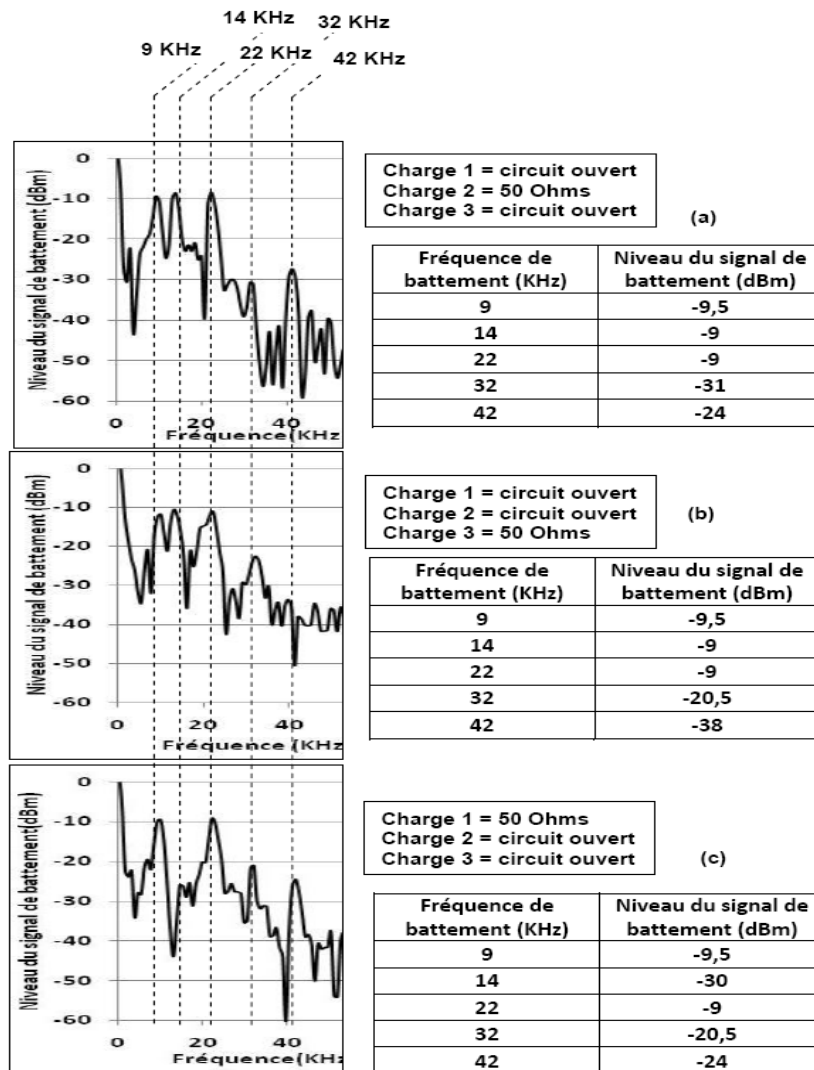 14 KHz 32 KHz
9 KHz 22 KHz 42 KHz
Niveau du signal de battement (dBm)
0
-10
-20
-30
-40
-50
-60
0 20 40
Fréquence(KHz
Charge 1 = circuit ouvert
Charge 2 = 50 Ohms
Charge 3 = circuit ouvert
(a)
Fréquence de battement (KHz) Niveau du signal de battement (dBm)
9 -9,5
14 -9
22 -9
32 -31
42 -24
Niveau du signal de battement (dBm)
0
-10
-20
-30
-40
-50
-60
0 20 40
Fréquence (KHz
Charge 1 = circuit ouvert
Charge 2 = circuit ouvert
Charge 3 = 50 Ohms
(b)
Fréquence de battement (KHz) Niveau du signal de battement (dBm)
9 -9,5
14 -9
22 -9
32 -20,5
42 -38
Niveau du signal de battement(dBm)
0
-10
-20
-30
-40
-50
-60
0 20 40
Fréquence(KHz
Charge 1 = 50 Ohms
Charge 2 = circuit ouvert
Charge 3 = circuit ouvert
(c)
Fréquence de battement (KHz) Niveau du signal de battement (dBm)
9 -9,5
14 -30
22 -9
32 -20,5
42 -24